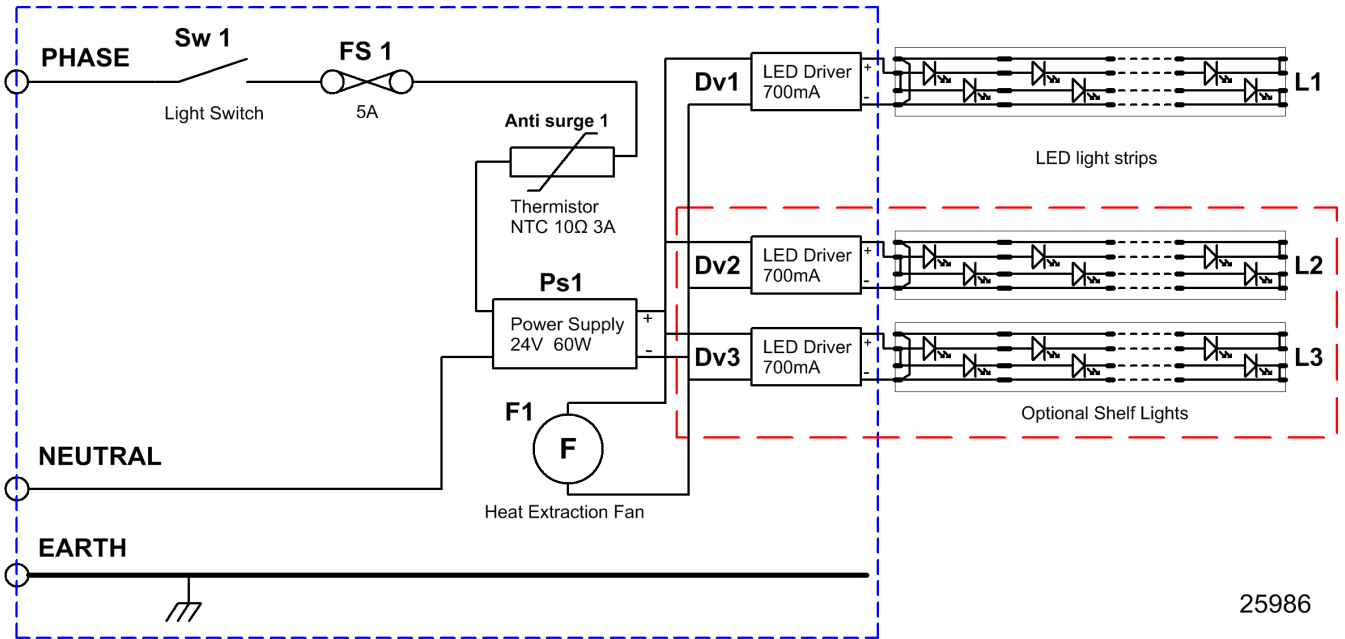 PHASE
Sw 1
Light Switch
FS 1
5A
Anti surge 1
Thermistor
NTC 10Ω 3A
Ps1
Power Supply
24V 60W
+
-
F1
F
Heat Extraction Fan
Dv1
LED Driver
700mA
+
-
L1
LED light strips
Dv2
LED Driver
700mA
+
-
L2
Dv3
LED Driver
700mA
+
-
L3
Optional Shelf Lights
NEUTRAL
EARTH
25986